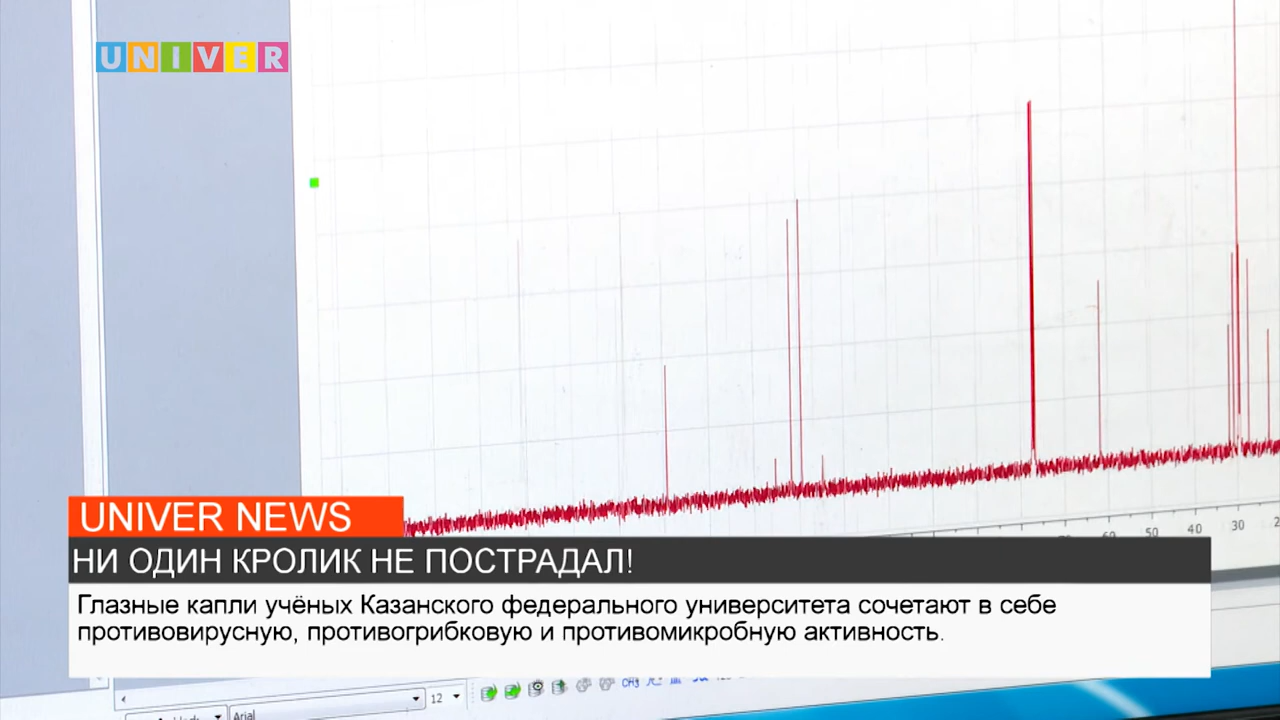 UNIVER
UNIVER NEWS
НИ ОДИН КРОЛИК НЕ ПОСТРАДАЛ!
Глазные капли учёных Казанского федерального университета сочетают в себе
противовирусную, противогрибковую и противомикробную активность.
50 40 30
12
Arial